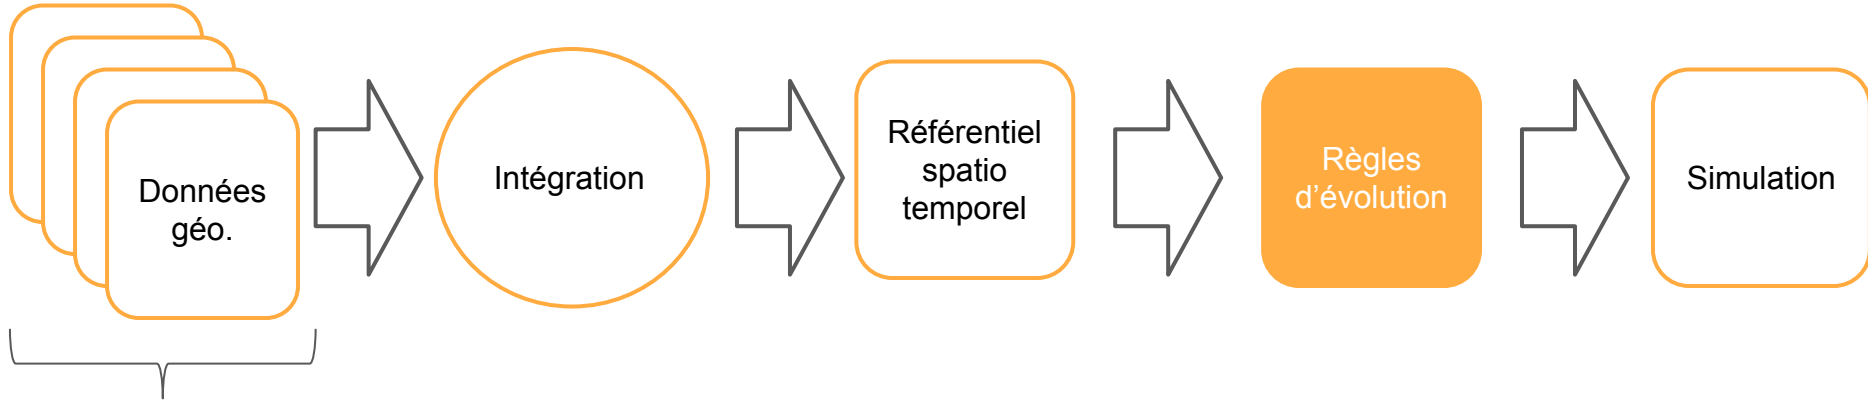 Données
géo.
Intégration
Référentiel
spatio
temporel
Règles
d’évolution
Simulation